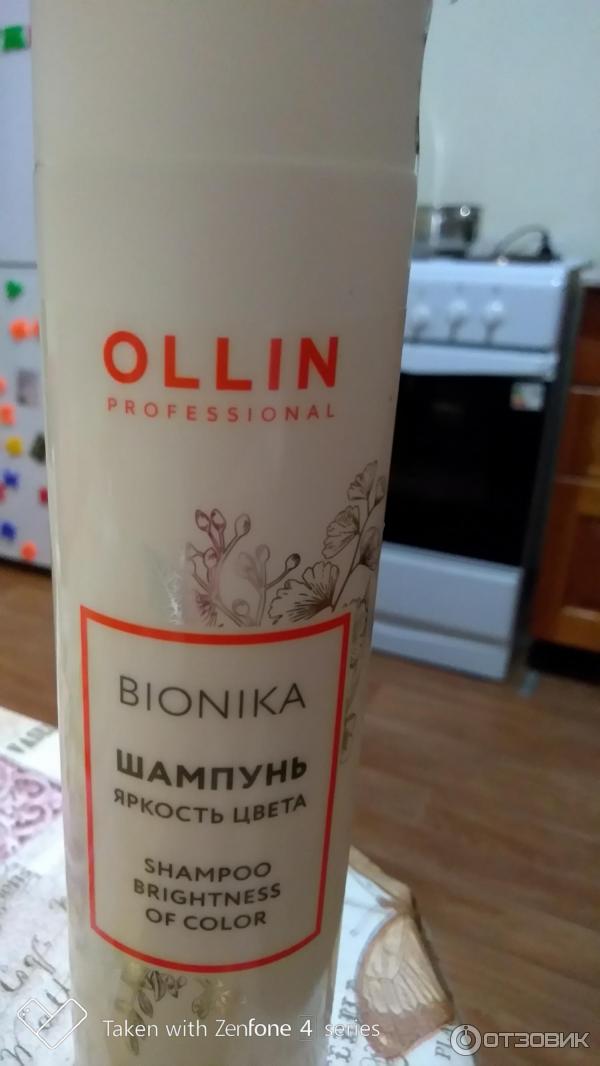 OLLIN
PROFESSIONAL
BIONIKA
ШАМПУНЬ
ЯРКОСТЬ ЦВЕТА
SHAMPOO
BRIGHTNESS
OF COLOR
Taken with Zenfone 4 series
ОТЗОВИК